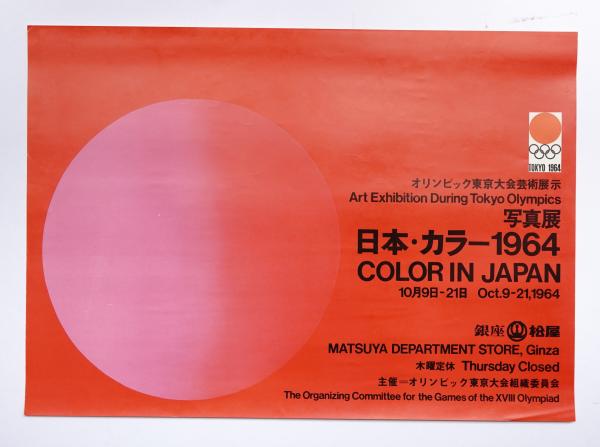 TOKYO 1964
オリンピック東京大会芸術展示
Art Exhibition During Tokyo Olympics
写真展
日本・カラー1964
COLOR IN JAPAN
10月9日-21日 Oct.9-21,1964
銀座 松屋
MATSUYA DEPARTMENT STORE, Ginza
木曜定休 Thursday Closed
主催=オリンピック東京大会組織委員会
The Organizing Committee for the Games of the XVIII Olympiad